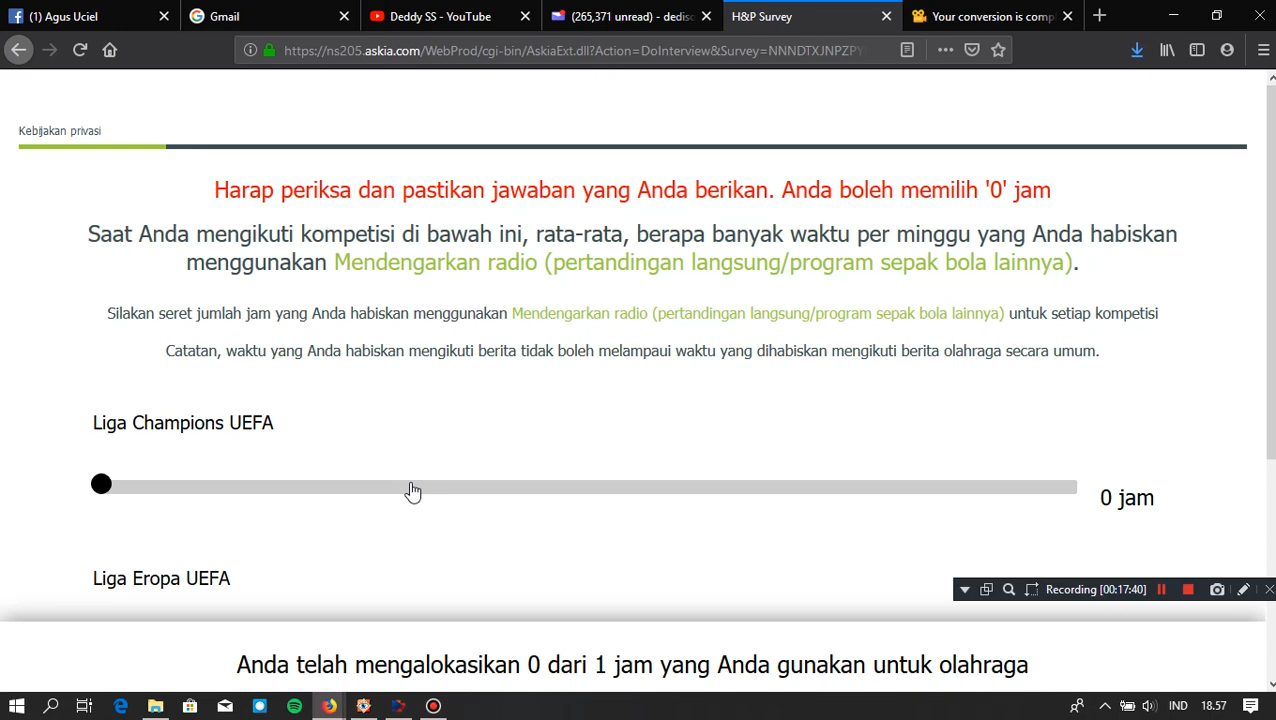 (1) Agus Uciel
Gmail
Deddy SS - YouTube
(265,371 unread) - dedisc
H&P Survey
Your conversion is compl
https://ns205.askia.com/WebProd/cgi-bin/AskiaExt.dll?Action=DoInterview&Survey=NNNDTXJNPZPY
Kebijakan privasi
Harap periksa dan pastikan jawaban yang Anda berikan. Anda boleh memilih '0' jam
Saat Anda mengikuti kompetisi di bawah ini, rata-rata, berapa banyak waktu per minggu yang Anda habiskan
menggunakan Mendengarkan radio (pertandingan langsung/program sepak bola lainnya).
Silakan seret jumlah jam yang Anda habiskan menggunakan Mendengarkan radio (pertandingan langsung/program sepak bola lainnya) untuk setiap kompetisi
Catatan, waktu yang Anda habiskan mengikuti berita tidak boleh melampaui waktu yang dihabiskan mengikuti berita olahraga secara umum.
Liga Champions UEFA
0 jam
Liga Eropa UEFA
Recording [00:17:40]
Anda telah mengalokasikan 0 dari 1 jam yang Anda gunakan untuk olahraga
IND
18.57